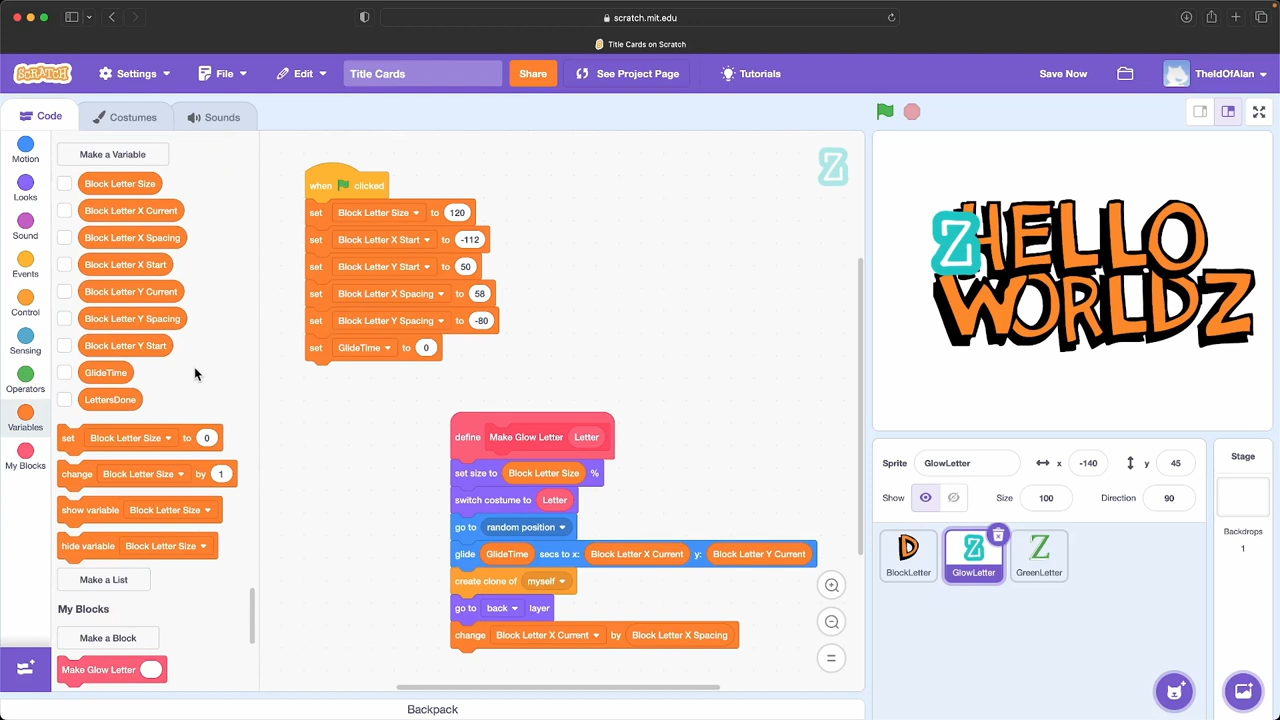 scratch.mit.edu
Title Cards on Scratch
SCRATCH
Settings
File
Edit
Title Cards
Share
See Project Page
Tutorials
Save Now
TheIdOfAlan
Code
Costumes
Sounds
Motion
Looks
Sound
Events
Control
Sensing
Operators
Variables
My Blocks
Make a Variable
Block Letter Size
Block Letter X Current
Block Letter X Spacing
Block Letter X Start
Block Letter Y Current
Block Letter Y Spacing
Block Letter Y Start
GlideTime
LettersDone
set Block Letter Size to 0
change Block Letter Size by 1
show variable Block Letter Size
hide variable Block Letter Size
Make a List
My Blocks
Make a Block
Make Glow Letter
when clicked
set Block Letter Size to 120
set Block Letter X Start to -112
set Block Letter Y Start to 50
set Block Letter X Spacing to 58
set Block Letter Y Spacing to -80
set GlideTime to 0
define Make Glow Letter Letter
set size to Block Letter Size %
switch costume to Letter
go to random position
glide GlideTime secs to x: Block Letter X Current y: Block Letter Y Current
create clone of myself
go to back layer
change Block Letter X Current by Block Letter X Spacing
Z
Backpack
Z
HELLO
WORLDZ
Sprite GlowLetter x -140 y 45
Show Size 100 Direction 90
D
BlockLetter
Z
GlowLetter
Z
GreenLetter
Stage
Backdrops
1